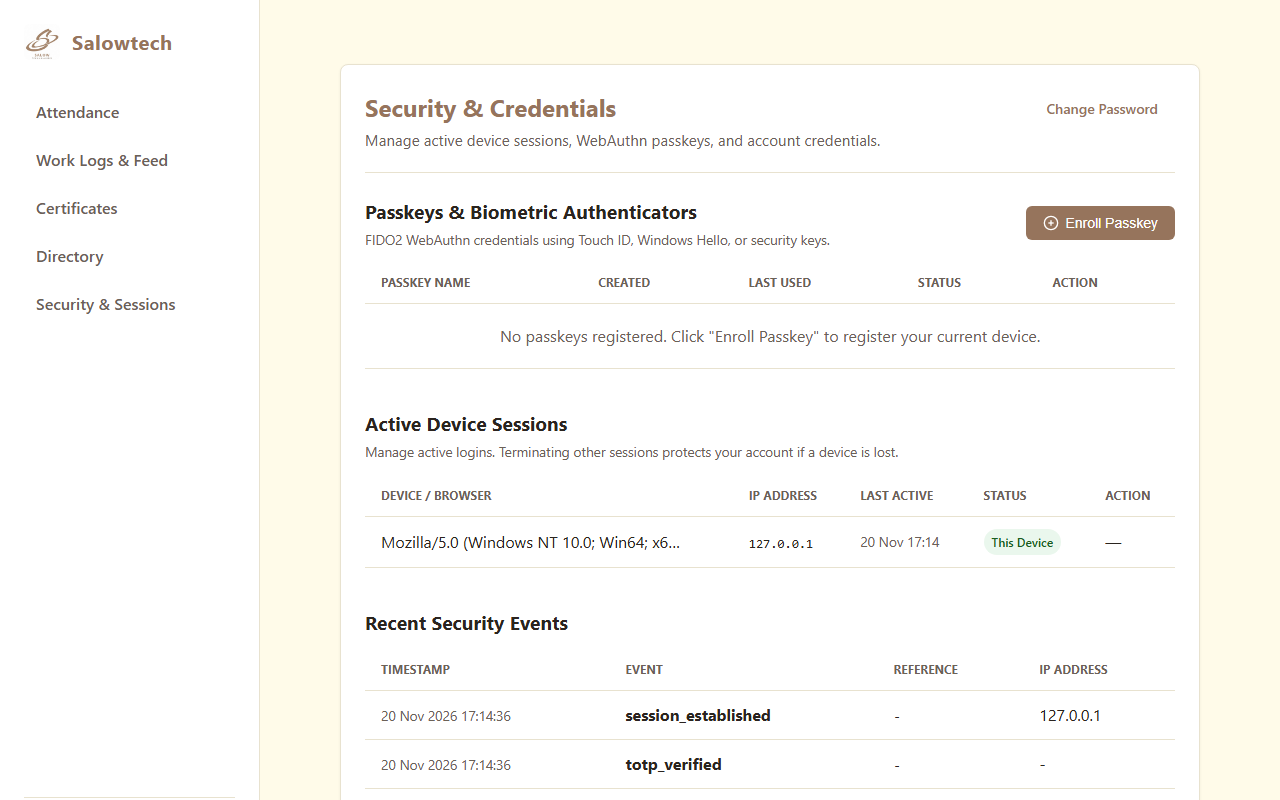 Salowtech
Attendance
Work Logs & Feed
Certificates
Directory
Security & Sessions
Security & Credentials
Change Password
Manage active device sessions, WebAuthn passkeys, and account credentials.
Passkeys & Biometric Authenticators
FIDO2 WebAuthn credentials using Touch ID, Windows Hello, or security keys.
Enroll Passkey
PASSKEY NAME CREATED LAST USED STATUS ACTION
No passkeys registered. Click "Enroll Passkey" to register your current device.
Active Device Sessions
Manage active logins. Terminating other sessions protects your account if a device is lost.
DEVICE / BROWSER IP ADDRESS LAST ACTIVE STATUS ACTION
Mozilla/5.0 (Windows NT 10.0; Win64; x6... 127.0.0.1 20 Nov 17:14 This Device —
Recent Security Events
TIMESTAMP EVENT REFERENCE IP ADDRESS
20 Nov 2026 17:14:36 session_established - 127.0.0.1
20 Nov 2026 17:14:36 totp_verified - -